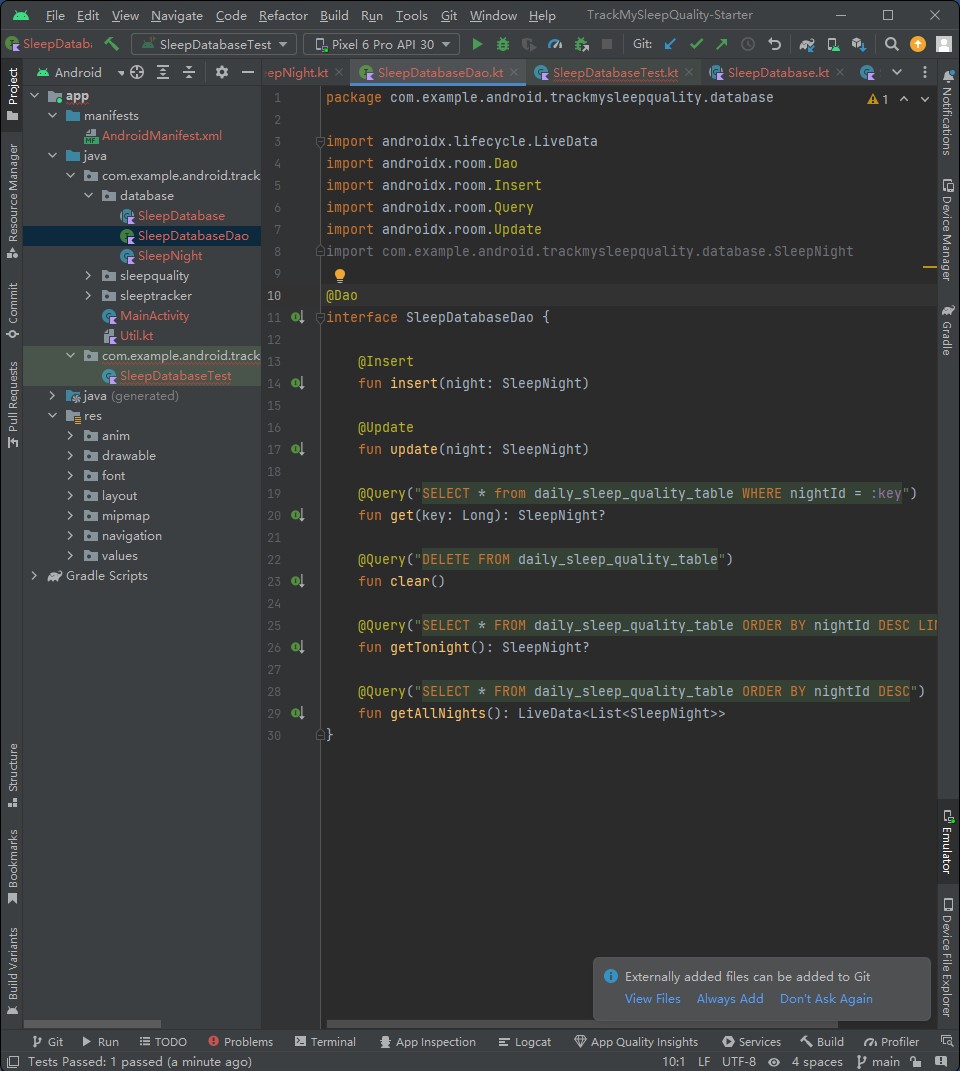 File Edit View Navigate Code Refactor Build Run Tools Git Window Help TrackMySleepQuality-Starter
SleepDatab. SleepDatabaseTest Pixel 6 Pro API 30 Git:
Project
Android
epNight.kt SleepDatabaseDao.kt SleepDatabaseTest.kt SleepDatabase.kt
app
manifests
AndroidManifest.xml
java
com.example.android.track
database
SleepDatabase
SleepDatabaseDao
SleepNight
sleepquality
sleeptracker
MainActivity
Util.kt
com.example.android.track
SleepDatabaseTest
java (generated)
res
anim
drawable
font
layout
mipmap
navigation
values
Gradle Scripts
Resource Manager
Commit
Pull Requests
Structure
Bookmarks
Build Variants
1 package com.example.android.trackmysleepquality.database
1
2
3 import androidx.lifecycle.LiveData
4 import androidx.room.Dao
5 import androidx.room.Insert
6 import androidx.room.Query
7 import androidx.room.Update
8 import com.example.android.trackmysleepquality.database.SleepNight
9
10 @Dao
11 interface SleepDatabaseDao {
12
13 @Insert
14 fun insert(night: SleepNight)
15
16 @Update
17 fun update(night: SleepNight)
18
19 @Query("SELECT * from daily_sleep_quality_table WHERE nightId = :key")
20 fun get(key: Long): SleepNight?
21
22 @Query("DELETE FROM daily_sleep_quality_table")
23 fun clear()
24
25 @Query("SELECT * FROM daily_sleep_quality_table ORDER BY nightId DESC LIM
26 fun getTonight(): SleepNight?
27
28 @Query("SELECT * FROM daily_sleep_quality_table ORDER BY nightId DESC")
29 fun getAllNights(): LiveData<List<SleepNight>>
30 }
Notifications
Device Manager
Gradle
Emulator
Device File Explorer
Externally added files can be added to Git
View Files Always Add Don't Ask Again
Git Run TODO Problems Terminal App Inspection Logcat App Quality Insights Services Build Profiler
Tests Passed: 1 passed (a minute ago) 10:1 LF UTF-8 4 spaces main